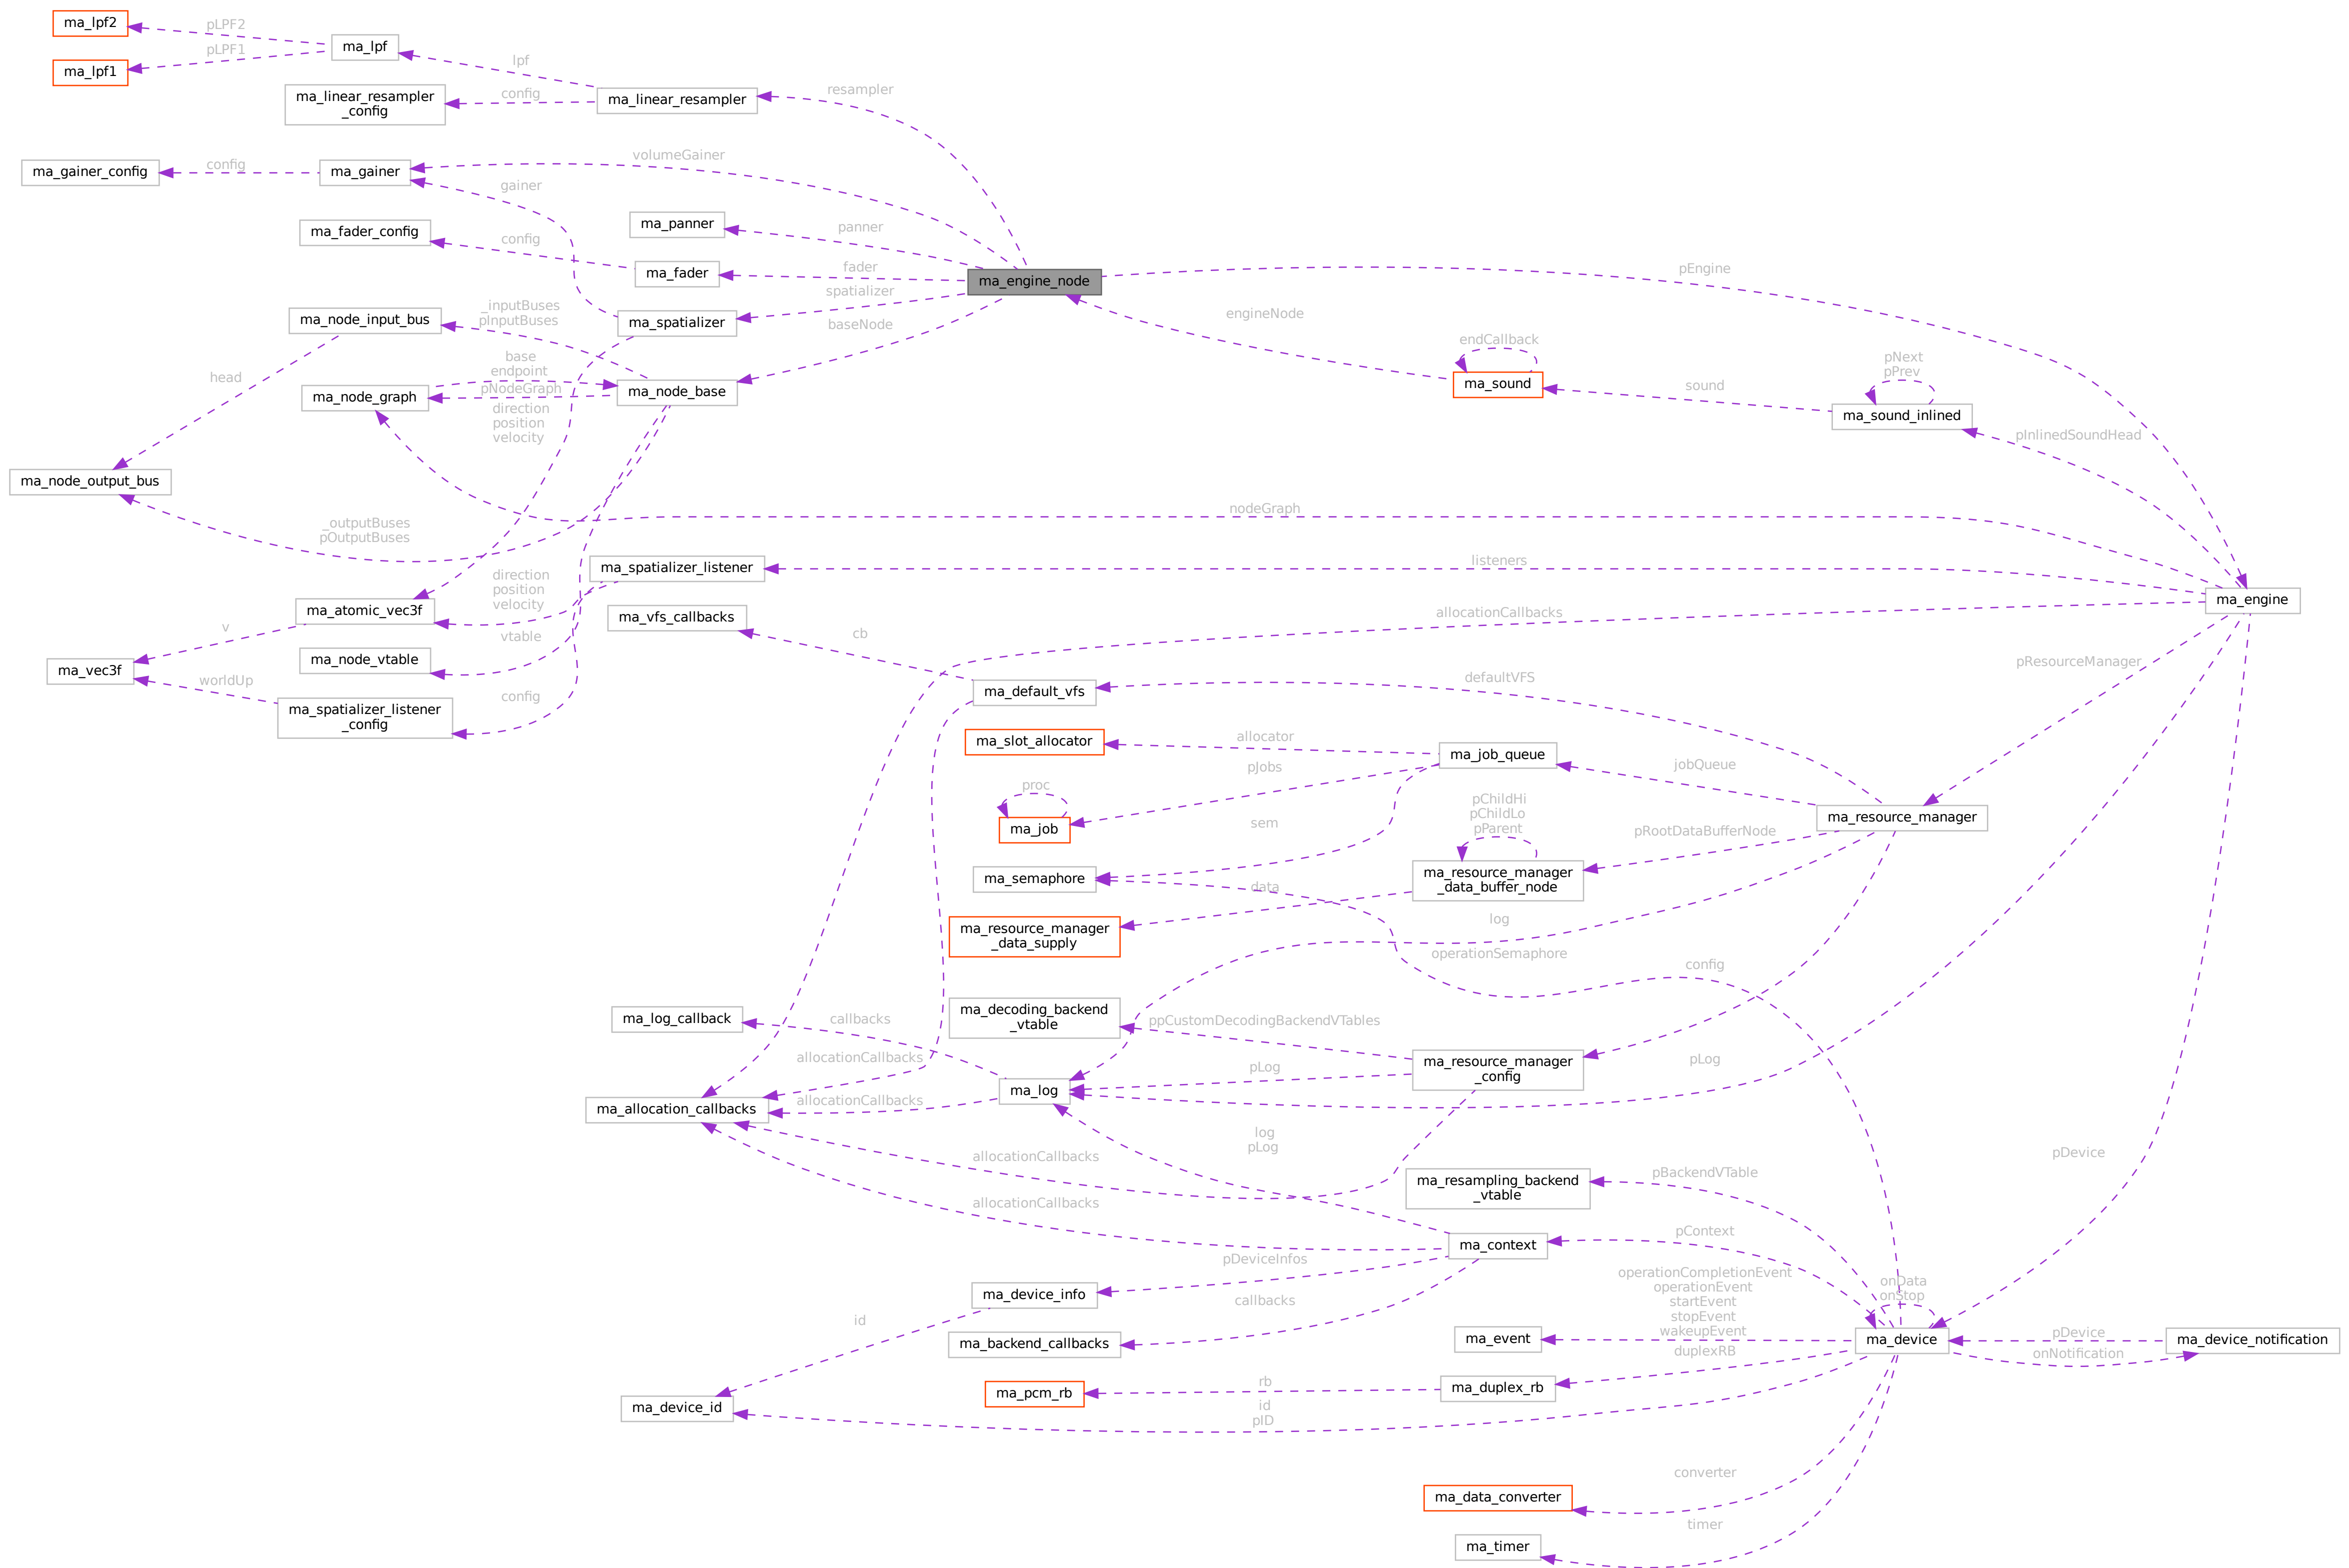 ma_lpf2
pLPF2
ma_lpf
pLPF1
ma_lpf1
lpf
ma_linear_resampler
_config
config
ma_linear_resampler
resampler
ma_gainer_config
config
ma_gainer
volumeGainer
gainer
ma_panner
panner
ma_fader_config
config
ma_fader
fader
ma_engine_node
pEngine
spatializer
_inputBuses
pInputBuses
ma_node_input_bus
ma_spatializer
baseNode
engineNode
endCallback
ma_sound
sound
pNext
pPrev
ma_sound_inlined
pInlinedSoundHead
head
base
endpoint
pNodeGraph
ma_node_graph
ma_node_base
direction
position
velocity
ma_node_output_bus
_outputBuses
pOutputBuses
nodeGraph
ma_spatializer_listener
listeners
ma_engine
direction
position
velocity
ma_atomic_vec3f
ma_vfs_callbacks
allocationCallbacks
v
vtable
cb
ma_node_vtable
ma_vec3f
worldUp
ma_spatializer_listener
_config
config
ma_default_vfs
defaultVFS
pResourceManager
ma_slot_allocator
allocator
ma_job_queue
jobQueue
pJobs
proc
ma_job
sem
pChildHi
pChildLo
pParent
pRootDataBufferNode
ma_resource_manager
ma_semaphore
ma_resource_manager
_data_buffer_node
data
ma_resource_manager
_data_supply
log
operationSemaphore
config
ma_log_callback
callbacks
ma_decoding_backend
_vtable
ppCustomDecodingBackendVTables
allocationCallbacks
ma_resource_manager
_config
pLog
pLog
ma_log
ma_allocation_callbacks
allocationCallbacks
log
pLog
allocationCallbacks
ma_resampling_backend
_vtable
pBackendVTable
pDevice
allocationCallbacks
ma_context
pContext
pDeviceInfos
ma_device_info
callbacks
operationCompletionEvent
operationEvent
startEvent
stopEvent
wakeupEvent
onData
onStop
id
ma_backend_callbacks
ma_event
ma_device
pDevice
ma_device_notification
duplexRB
onNotification
ma_pcm_rb
rb
ma_duplex_rb
ma_device_id
id
pID
converter
ma_data_converter
timer
ma_timer